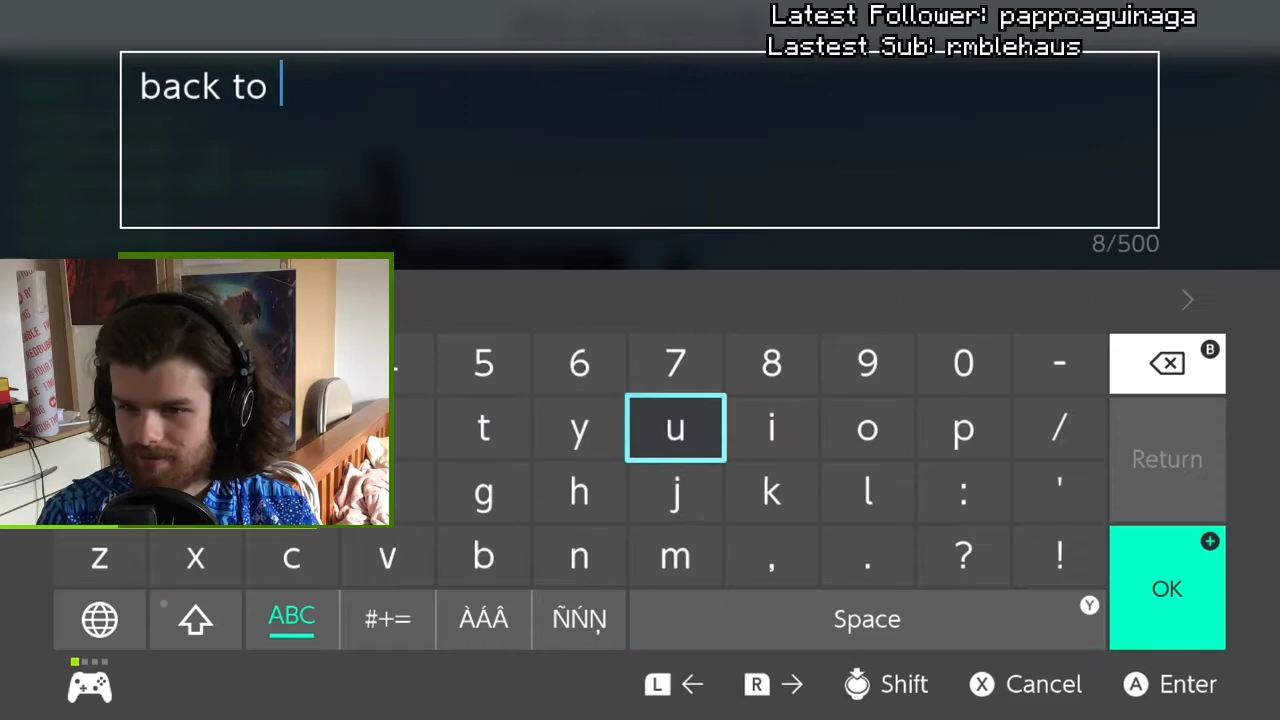 Latest Follower: pappoaguinaga
Lastest Sub: rmblehaus
back to
8/500
5 6 7 8 9 0 - B
t y u i o p / Return
g h j k l : '
z x c v b n m , . ? ! + OK
ABC #+= ÀÁÂ ÑŃŅ Space Y
L ← R → Shift X Cancel A Enter